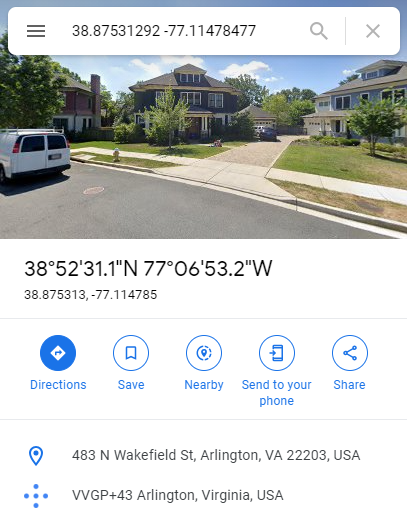 38.87531292 -77.11478477
38°52'31.1"N 77°06'53.2"W
38.875313, -77.114785
Directions
Save
Nearby
Send to your
phone
Share
483 N Wakefield St, Arlington, VA 22203, USA
VVGP+43 Arlington, Virginia, USA